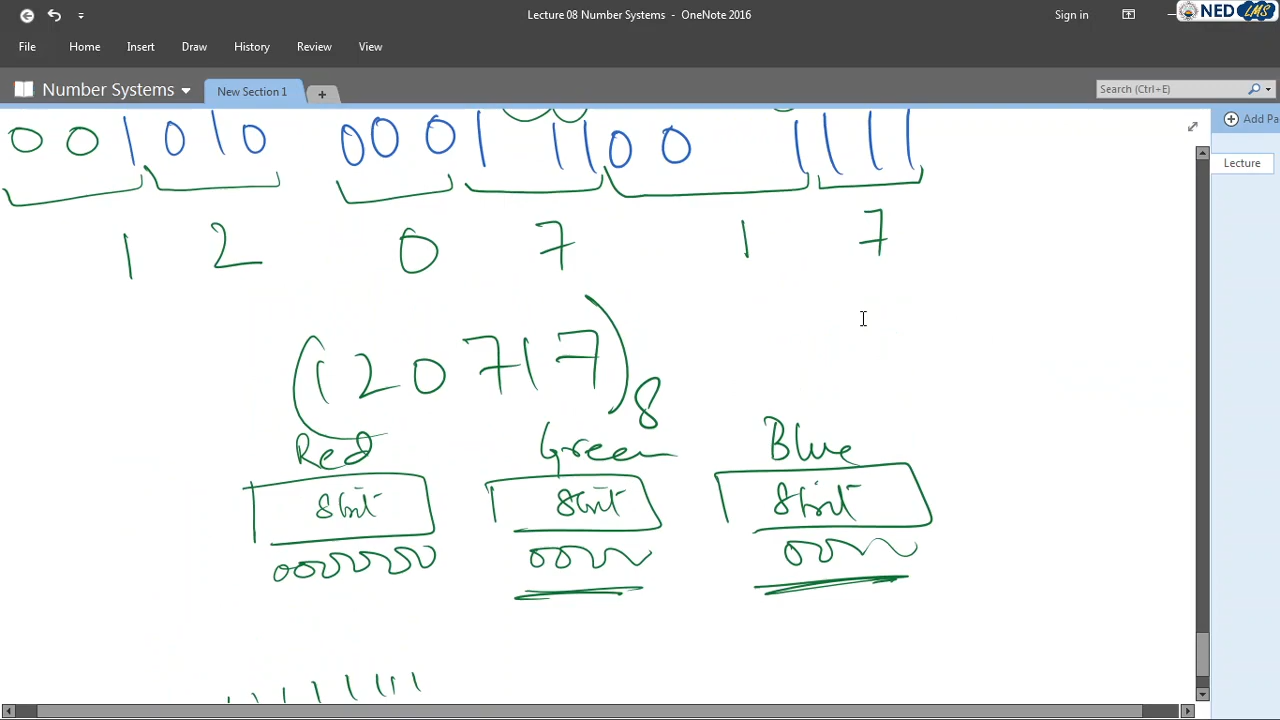 Lecture 08 Number Systems - OneNote 2016
Sign in
NED LMS
File Home Insert Draw History Review View
Number Systems New Section 1
Search (Ctrl+E)
Add Pa
Lecture
0 0 1 0 1 0 0 0 0 1 1 1 0 0 1 1 1 1
1 2 0 7 1 7
(120717)8
Red Green Blue
8bit 8bit 8bit